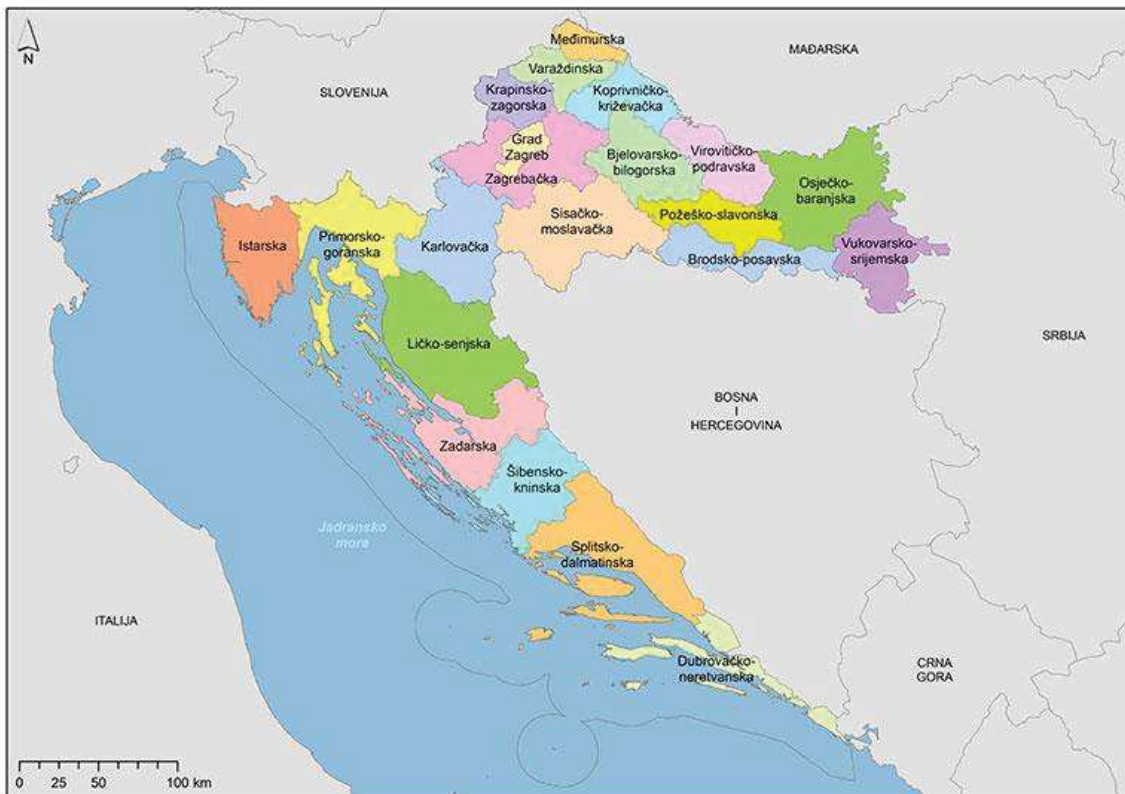 N
Međimurska
MAĐARSKA
Varaždinska
SLOVENIJA
Krapinsko-
zagorska
Koprivničko-
križevačka
Grad
Zagreb
Zagrebačka
Bjelovarsko-
bilogorska
Virovitičko-
podravska
Osječko-
baranjska
Istarska
Primorsko-
goranska
Karlovačka
Sisačko-
moslavačka
Požeško-slavonska
Brodsko-posavska
Vukovarsko-
srijemska
SRBIJA
Ličko-senjska
BOSNA
I
HERCEGOVINA
Zadarska
Šibensko-
kninska
Jadransko
more
Splitsko-
dalmatinska
ITALIJA
Dubrovačko-
neretvanska
CRNA
GORA
0 25 50 100 km